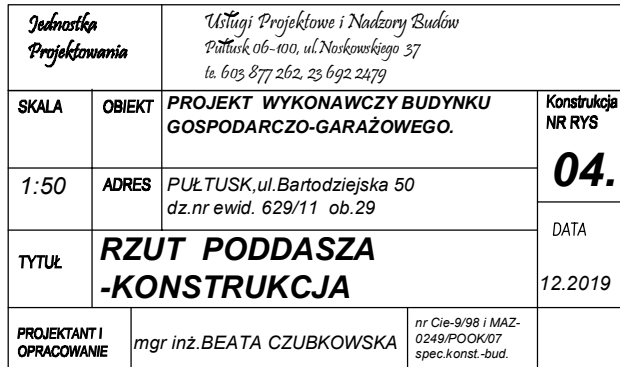 Jednostka
Projektowania
Usługi Projektowe i Nadzory Budów
Pułtusk 06-100, ul.Noskowskiego 37
te. 603 877 262, 23 692 2479
SKALA
OBIEKT
PROJEKT WYKONAWCZY BUDYNKU
GOSPODARCZO-GARAŻOWEGO.
Konstrukcja
NR RYS
04.
1:50
ADRES
PUŁTUSK,ul.Bartodziejska 50
dz.nr ewid. 629/11 ob.29
TYTUŁ
RZUT PODDASZA
-KONSTRUKCJA
DATA
12.2019
PROJEKTANT I
OPRACOWANIE
mgr inż.BEATA CZUBKOWSKA
nr Cie-9/98 i MAZ-
0249/POOK/07
spec.konst.-bud.